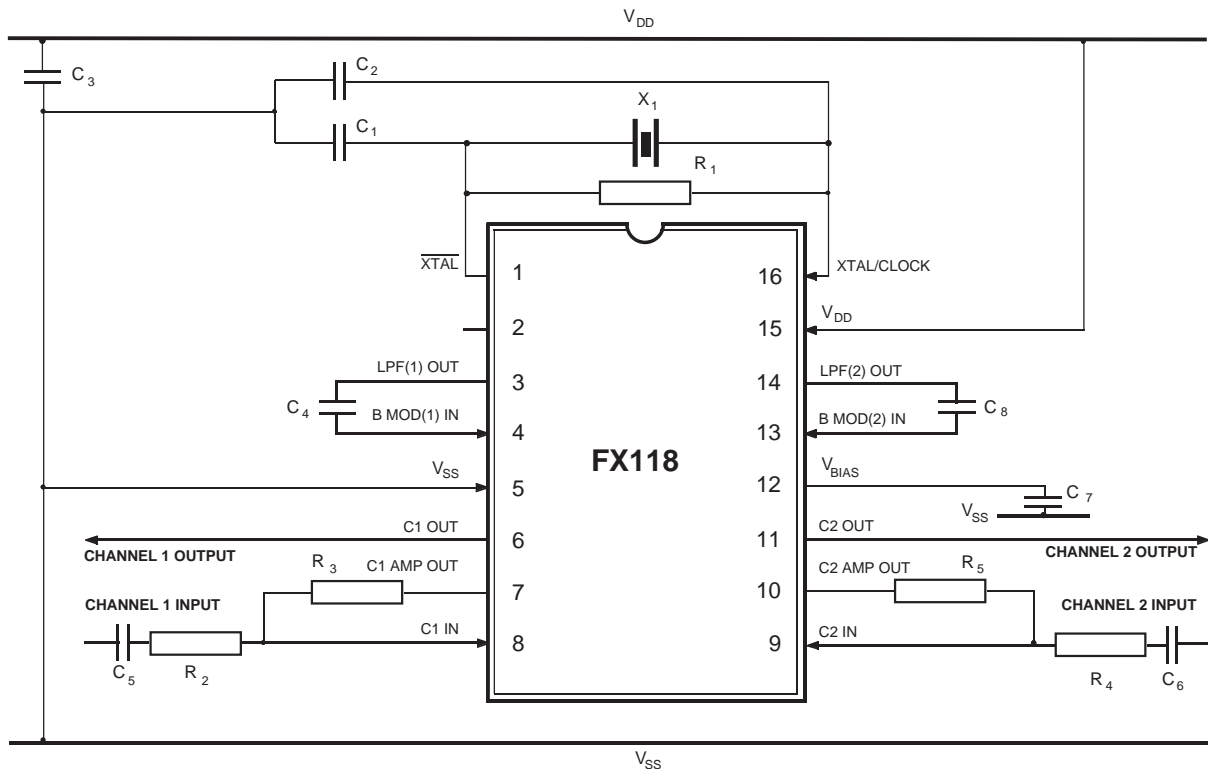 VDD
C3
C2
C1
X1
R1
XTAL
1
16
XTAL/CLOCK
2
15
VDD
LPF(1) OUT
3
14
LPF(2) OUT
C4
C8
B MOD(1) IN
4
13
B MOD(2) IN
FX118
VSS
5
12
VBIAS
C7
VSS
C1 OUT
6
11
C2 OUT
CHANNEL 1 OUTPUT
CHANNEL 2 OUTPUT
R3
C1 AMP OUT
7
10
C2 AMP OUT
R5
CHANNEL 1 INPUT
CHANNEL 2 INPUT
C1 IN
8
9
C2 IN
C5
R2
R4
C6
VSS